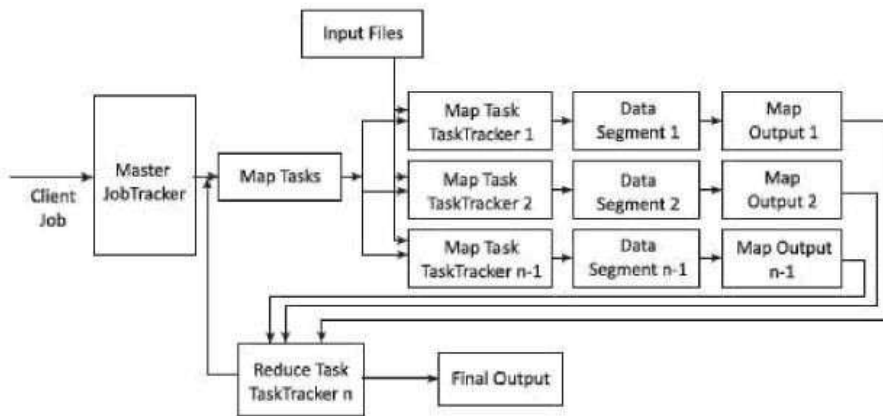 Input Files
Client
Job
Master
JobTracker
Map Tasks
Map Task
TaskTracker 1
Data
Segment 1
Map
Output 1
Map Task
TaskTracker 2
Data
Segment 2
Map
Output 2
Map Task
TaskTracker n-1
Data
Segment n-1
Map Output
n-1
Reduce Task
TaskTracker n
Final Output